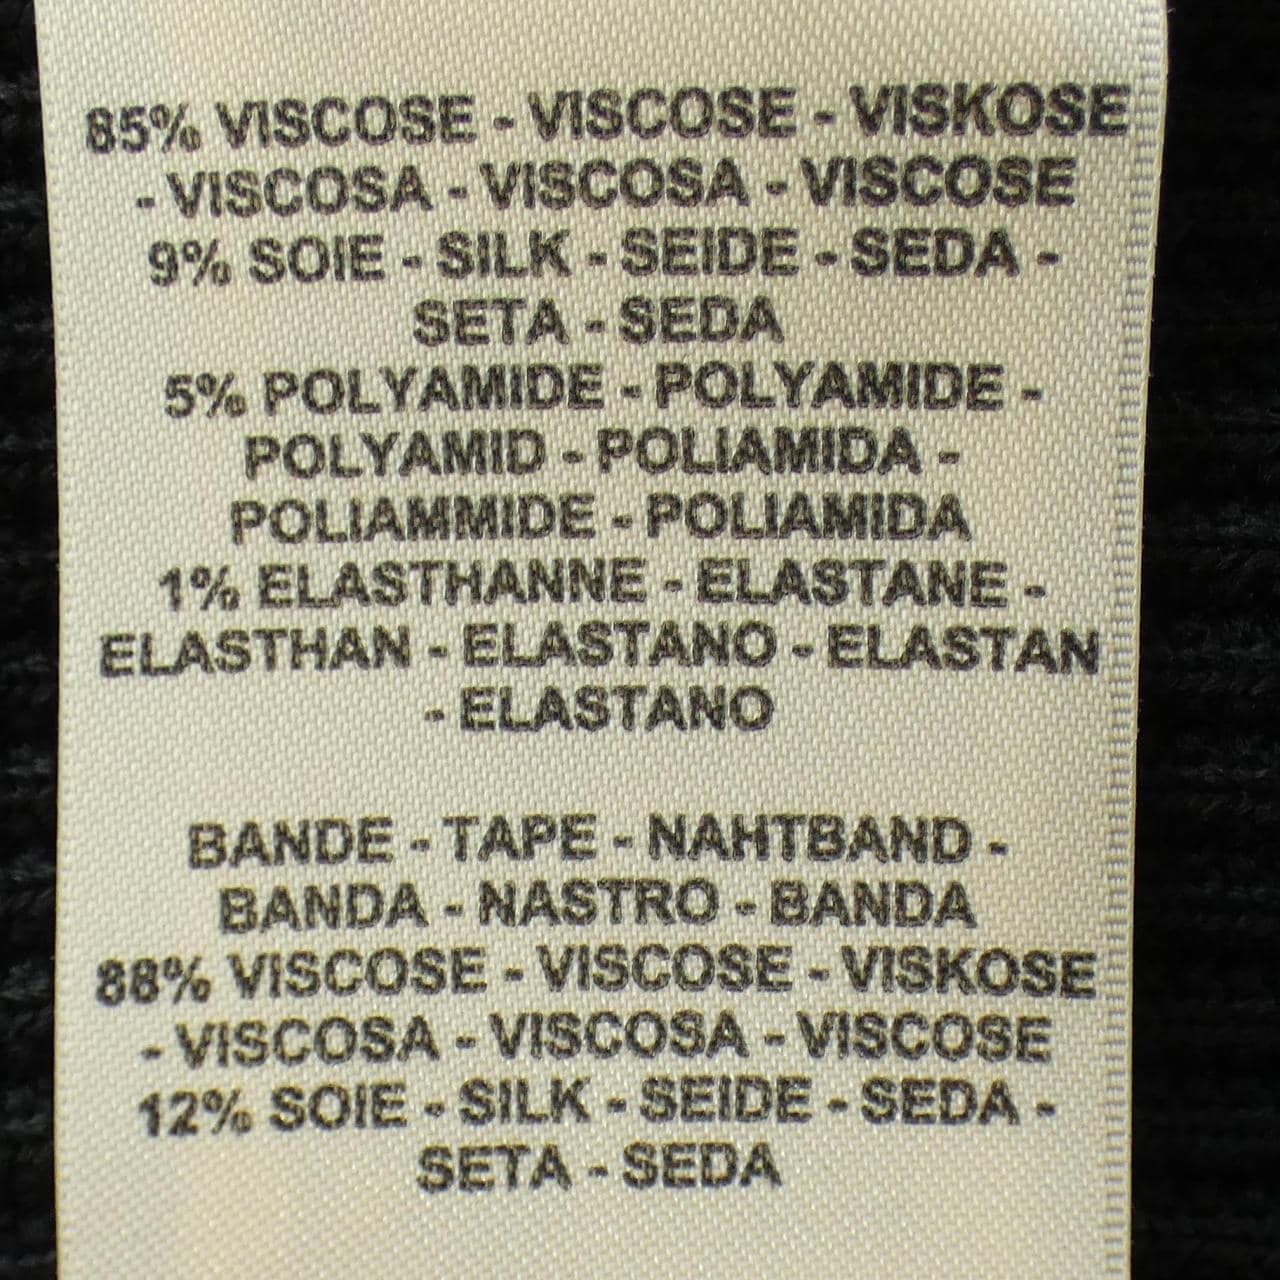 85% VISCOSE - VISCOSE - VISKOSE
- VISCOSA - VISCOSA - VISCOSE
9% SOIE - SILK - SEIDE - SEDA -
SETA - SEDA
5% POLYAMIDE - POLYAMIDE -
POLYAMID - POLIAMIDA -
POLIAMMIDE - POLIAMIDA
1% ELASTHANNE - ELASTANE -
ELASTHAN - ELASTANO - ELASTAN
- ELASTANO
BANDE - TAPE - NAHTBAND -
BANDA - NASTRO - BANDA
88% VISCOSE - VISCOSE - VISKOSE
- VISCOSA - VISCOSA - VISCOSE
12% SOIE - SILK - SEIDE - SEDA -
SETA - SEDA